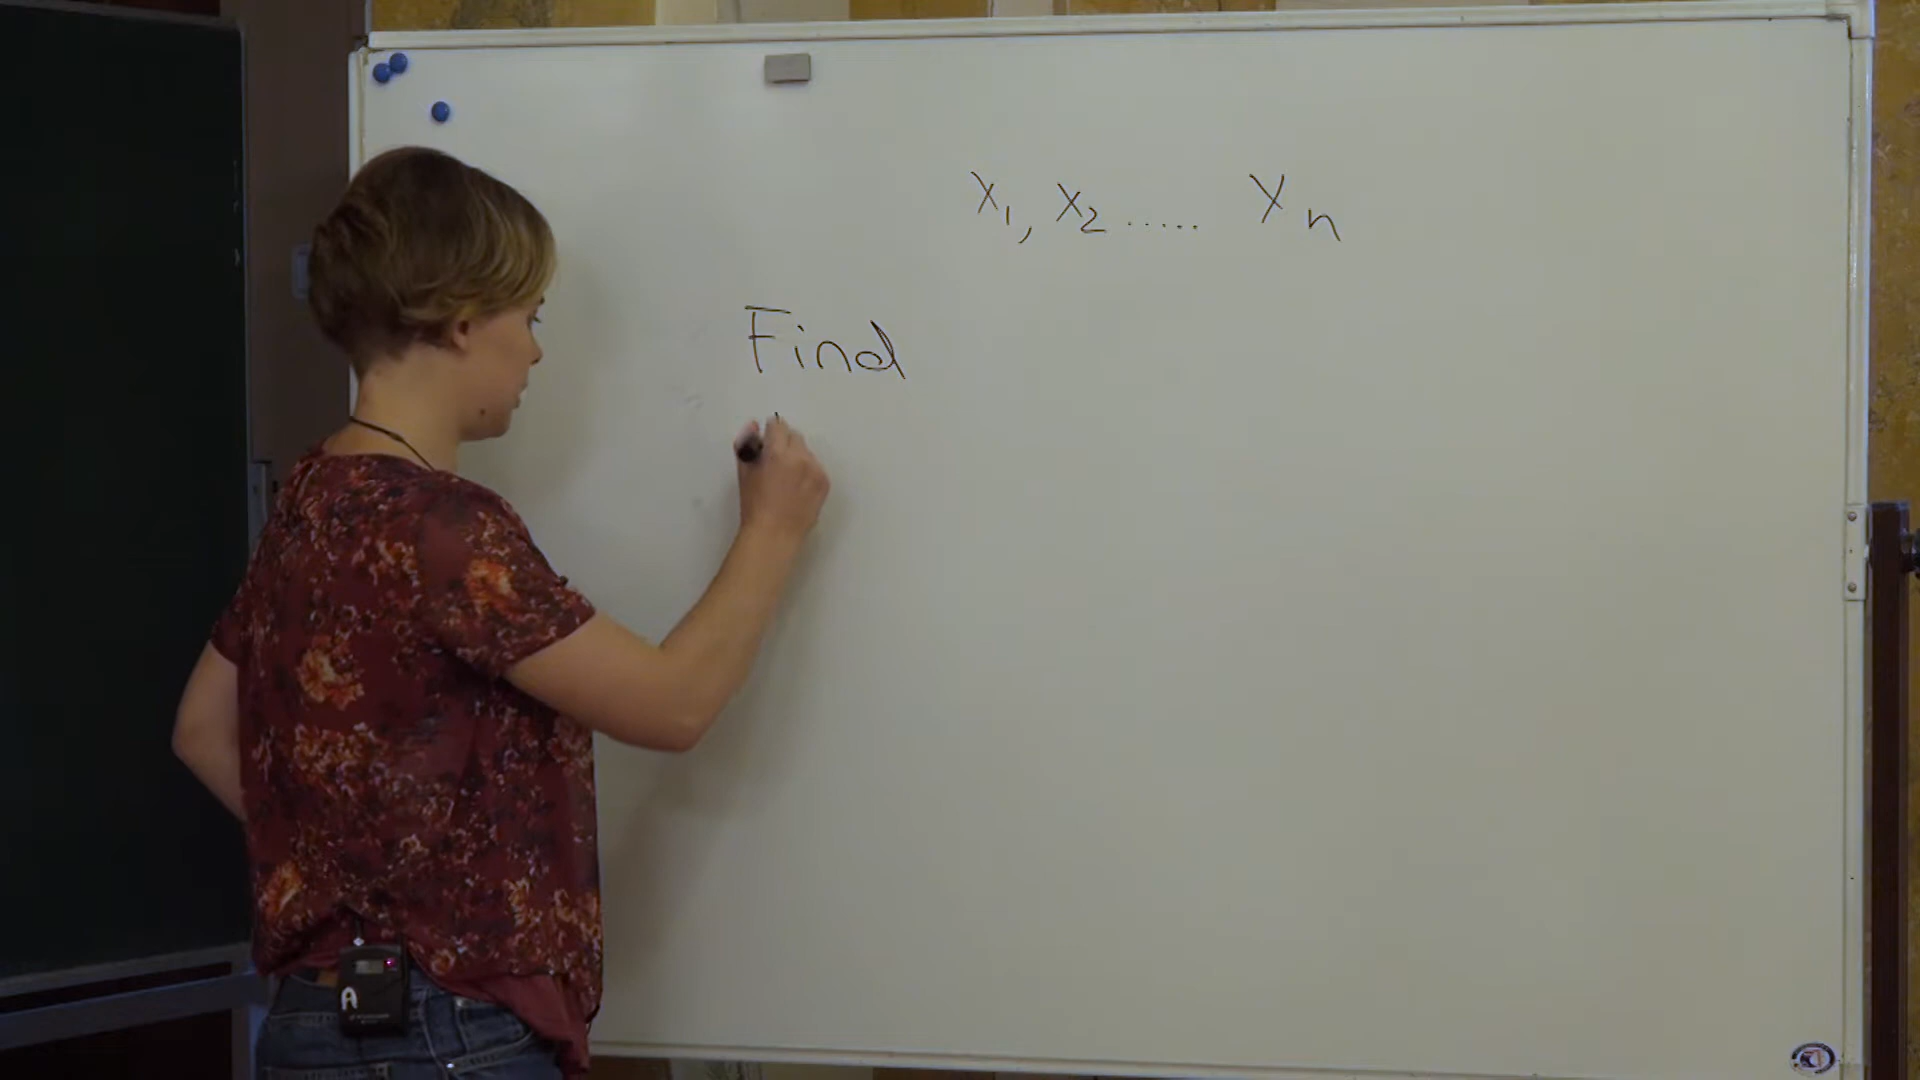 x₁, x₂ ..... xₙ
Find
A